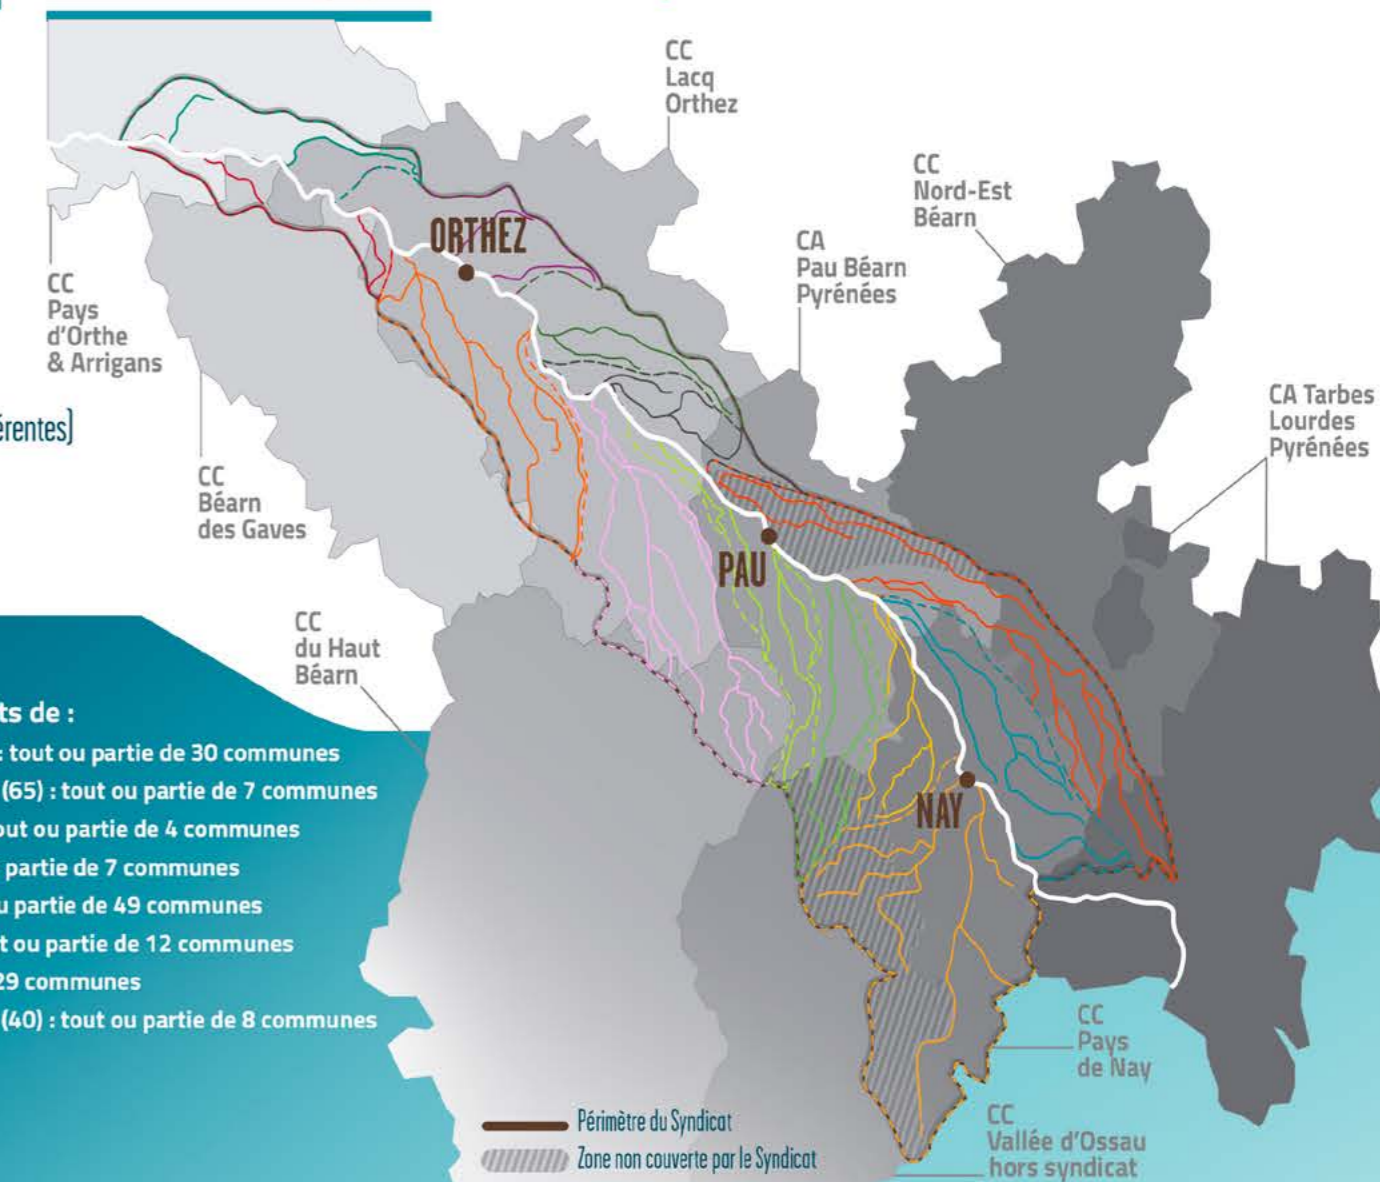 CC
Lacq
Orthez
CC
Nord-Est
Béarn
CA
Pau Béarn
Pyrénées
ORTHEZ
CC
Pays
d'Orthe
& Arrigans
CA Tarbes
Lourdes
Pyrénées
érentes)
CC
Béarn
des Gaves
PAU
CC
du Haut
Béarn
ts de :
: tout ou partie de 30 communes
(65) : tout ou partie de 7 communes
out ou partie de 4 communes
partie de 7 communes
u partie de 49 communes
t ou partie de 12 communes
29 communes
(40) : tout ou partie de 8 communes
NAY
CC
Pays
de Nay
CC
Vallée d'Ossau
hors syndicat
Périmètre du Syndicat
Zone non couverte par le Syndicat